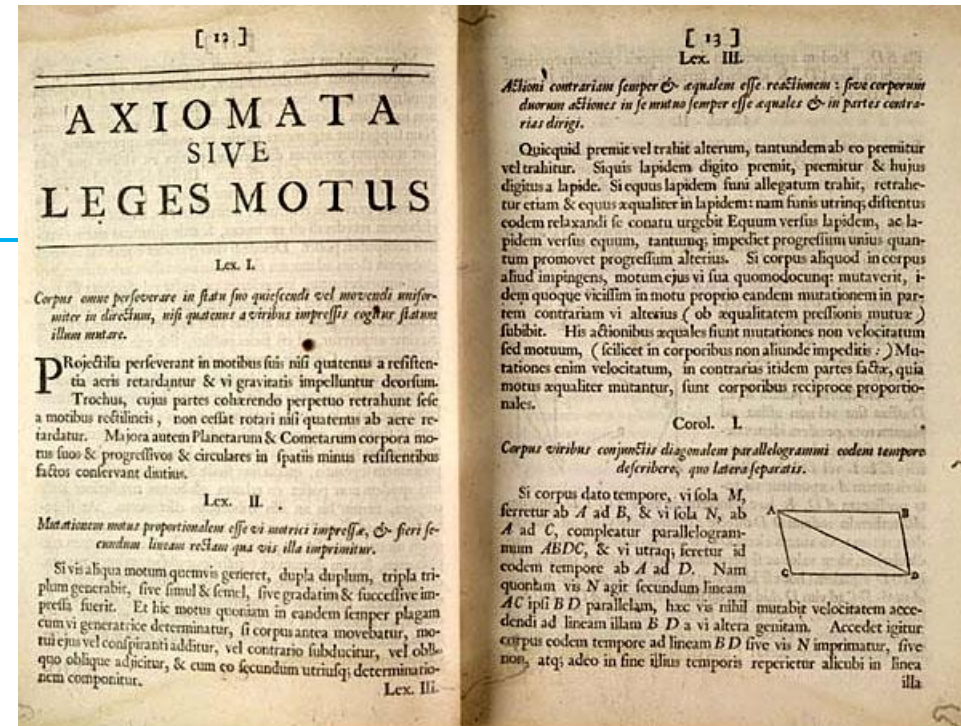 [ 12 ]
AXIOMATA
SIVE
LEGES MOTUS
Lex. I.
Corpus omne perſeverare in ſtatu ſuo quieſcendi vel movendi unifor-
miter in directum, niſi quatenus a viribus impreſſis cogitur ſtatum
illum mutare.
PRojectilia perſeverant in motibus ſuis niſi quatenus a reſiſten-
tia aeris retardantur & vi gravitatis impelluntur deorſum.
Trochus, cujus partes cohærendo perpetuo retrahunt ſeſe
a motibus rectilineis, non ceſſat rotari niſi quatenus ab aere re-
tardatur. Majora autem Planetarum & Cometarum corpora mo-
tus ſuos & progreſſivos & circulares in ſpatiis minus reſiſtentibus
factos conſervant diutius.
Lex. II.
Mutationem motus proportionalem eſſe vi motrici impreſſæ, & fieri ſe-
cundum lineam rectam qua vis illa imprimitur.
Si vis aliqua motum quemvis generet, dupla duplum, tripla tri-
plum generabit, ſive ſimul & ſemel, ſive gradatim & ſucceſſive im-
preſſa fuerit. Et hic motus quoniam in eandem ſemper plagam
cum vi generatrice determinatur, ſi corpus antea movebatur, mo-
tui ejus vel conſpiranti additur, vel contrario ſubducitur, vel obli-
quo oblique adjicitur, & cum eo ſecundum utriuſq; determinatio-
nem componitur.
Lex. III.
[ 13 ]
Lex. III.
Actioni contrariam ſemper & æqualem eſſe reactionem : ſive corporum
duorum actiones in ſe mutuo ſemper eſſe æquales & in partes contra-
rias dirigi.
Quicquid premit vel trahit alterum, tantundem ab eo premitur
vel trahitur. Siquis lapidem digito premit, premitur & hujus
digitus a lapide. Si equus lapidem funi allegatum trahit, retrahe-
tur etiam & equus æqualiter in lapidem: nam funis utrinq; diſtentus
eodem relaxandi ſe conatu urgebit Equum verſus lapidem, ac la-
pidem verſus equum, tantumq; impediet progreſſum unius quan-
tum promovet progreſſum alterius. Si corpus aliquod in corpus
aliud impingens, motum ejus vi ſua quomodocunq: mutaverit, i-
dem quoque viciſſim in motu proprio eandem mutationem in par-
tem contrariam vi alterius ( ob æqualitatem preſſionis mutuæ )
ſubibit. His actionibus æquales fiunt mutationes non velocitatum
ſed motuum, ( ſcilicet in corporibus non aliunde impeditis : ) Mu-
tationes enim velocitatum, in contrarias itidem partes factæ, quia
motus æqualiter mutantur, ſunt corporibus reciproce proportio-
nales.
Corol. I.
Corpus viribus conjunctis diagonalem parallelogrammi eodem tempore
deſcribere, quo latera ſeparatis.
Si corpus dato tempore, vi ſola M,
ferretur ab A ad B, & vi ſola N, ab
A ad C, compleatur parallelogram-
mum ABDC, & vi utraq; feretur id
eodem tempore ab A ad D. Nam
quoniam vis N agit ſecundum lineam
AC ipſi B D parallelam, hæc vis nihil mutabit velocitatem acce-
dendi ad lineam illam B D a vi altera genitam. Accedet igitur
corpus eodem tempore ad lineam B D ſive vis N imprimatur, ſive
non, atq; adeo in fine illius temporis reperietur alicubi in linea
illa
A B
C D